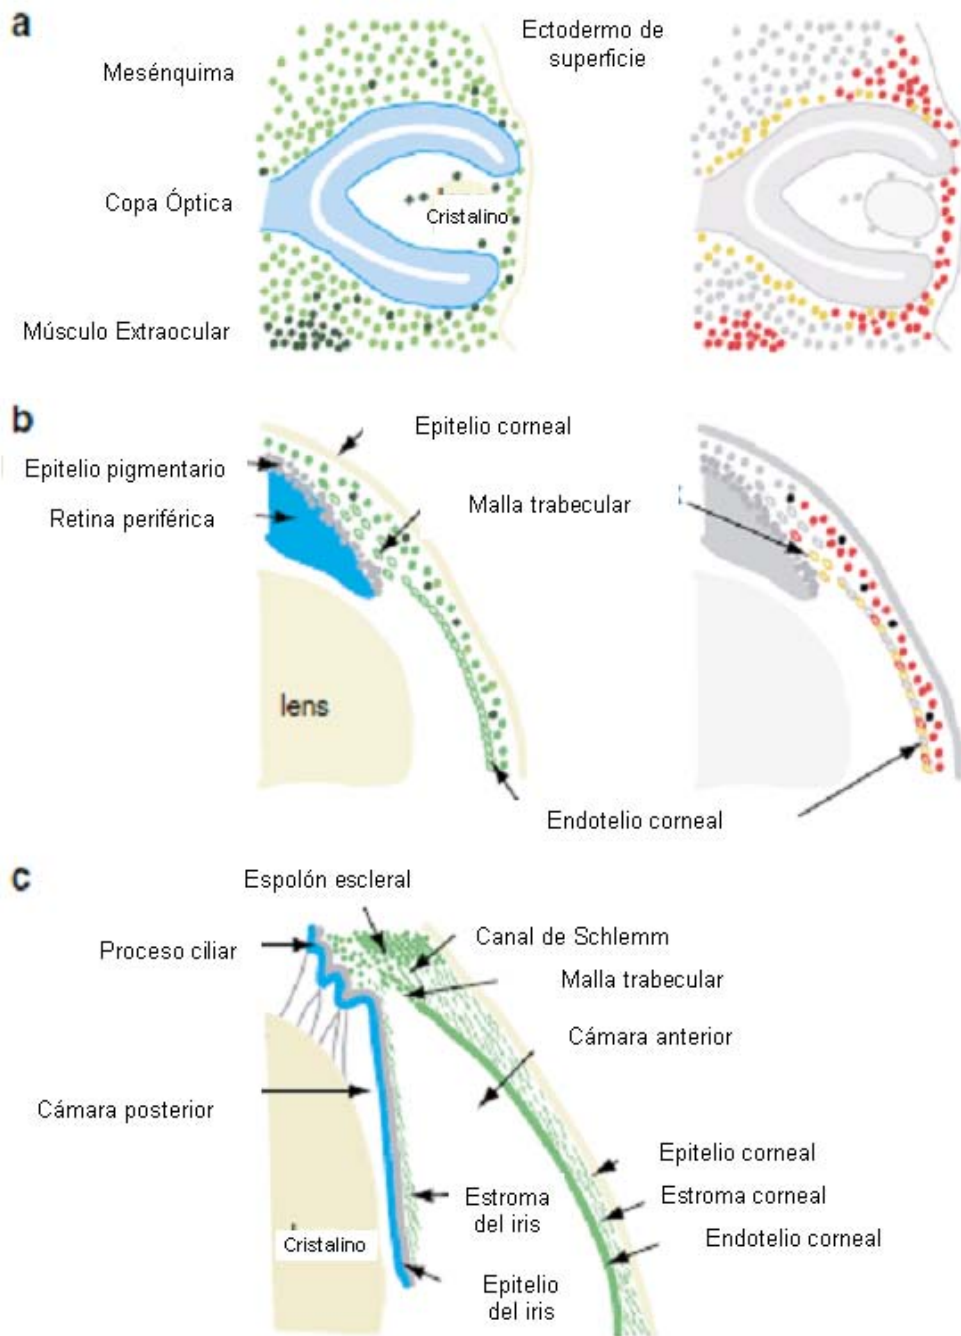 a
Ectodermo de
superficie
Mesénquima
Copa Óptica
Cristalino
Músculo Extraocular
b
Epitelio corneal
Epitelio pigmentario
Malla trabecular
Retina periférica
lens
Endotelio corneal
c
Espolón escleral
Canal de Schlemm
Proceso ciliar
Malla trabecular
Cámara anterior
Cámara posterior
Epitelio corneal
Estroma
del iris
Estroma corneal
Endotelio corneal
Cristalino
Epitelio
del iris